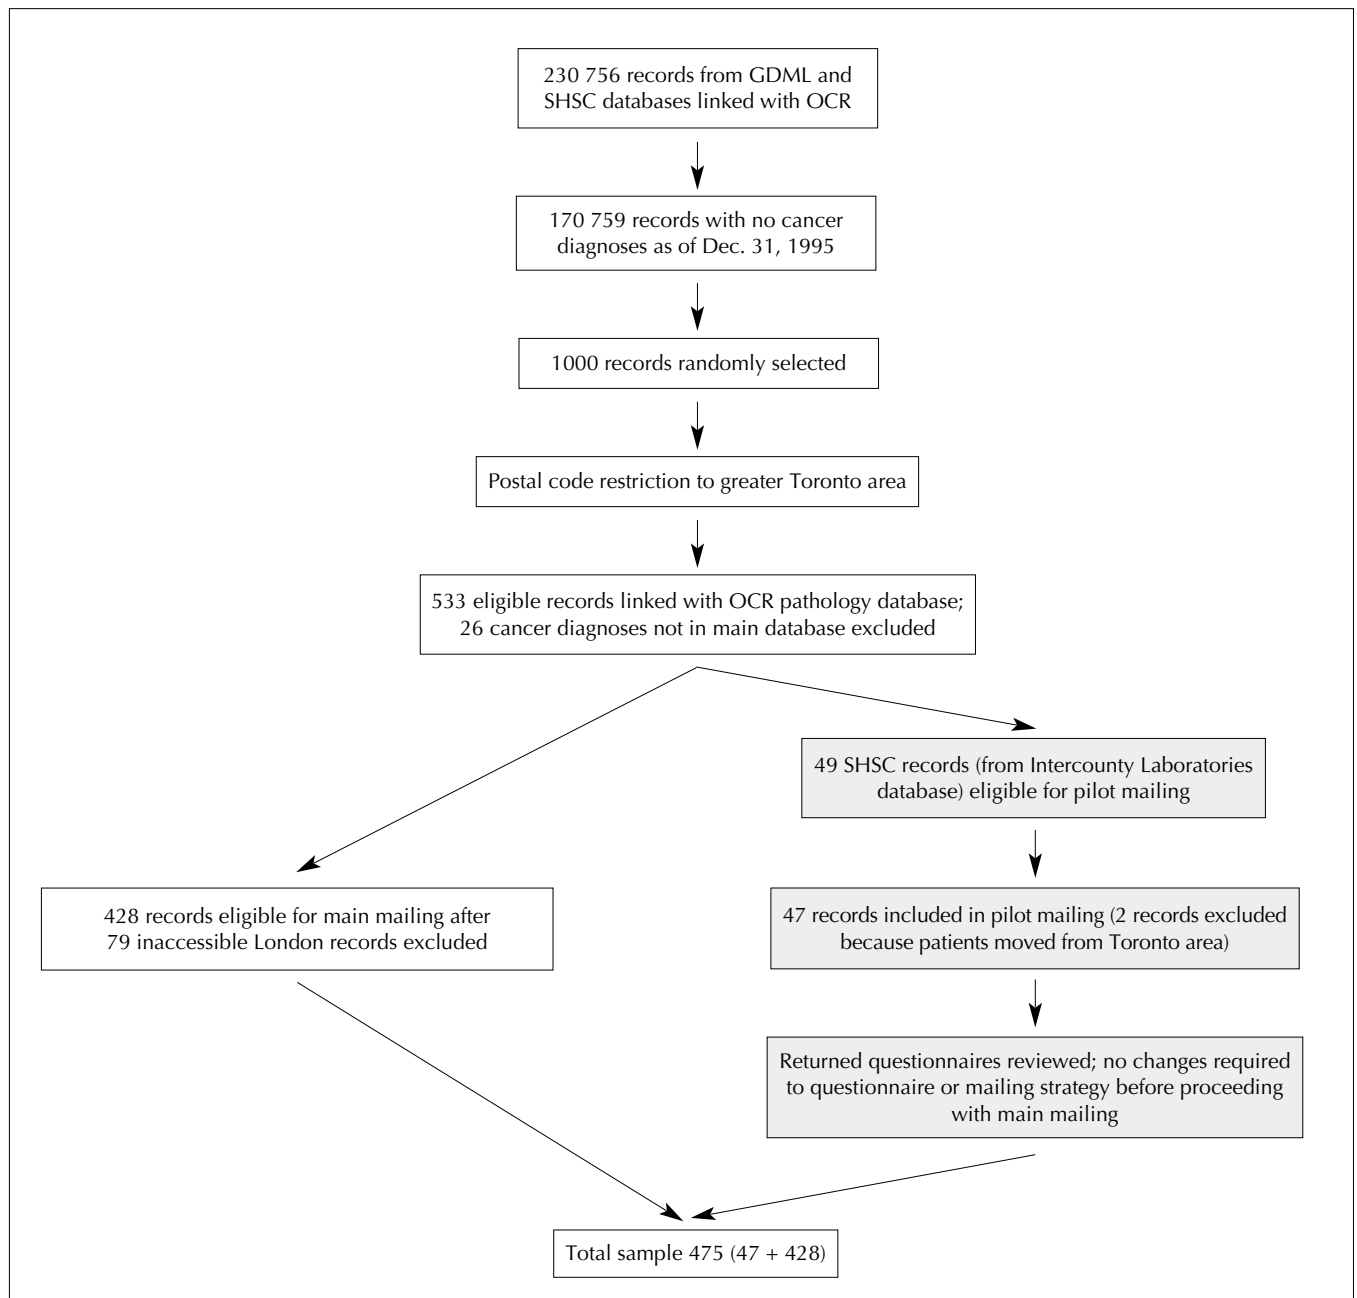 230 756 records from GDML and
SHSC databases linked with OCR
170 759 records with no cancer
diagnoses as of Dec. 31, 1995
1000 records randomly selected
Postal code restriction to greater Toronto area
533 eligible records linked with OCR pathology database;
26 cancer diagnoses not in main database excluded
49 SHSC records (from Intercounty Laboratories
database) eligible for pilot mailing
428 records eligible for main mailing after
79 inaccessible London records excluded
47 records included in pilot mailing (2 records excluded
because patients moved from Toronto area)
Returned questionnaires reviewed; no changes required
to questionnaire or mailing strategy before proceeding
with main mailing
Total sample 475 (47 + 428)